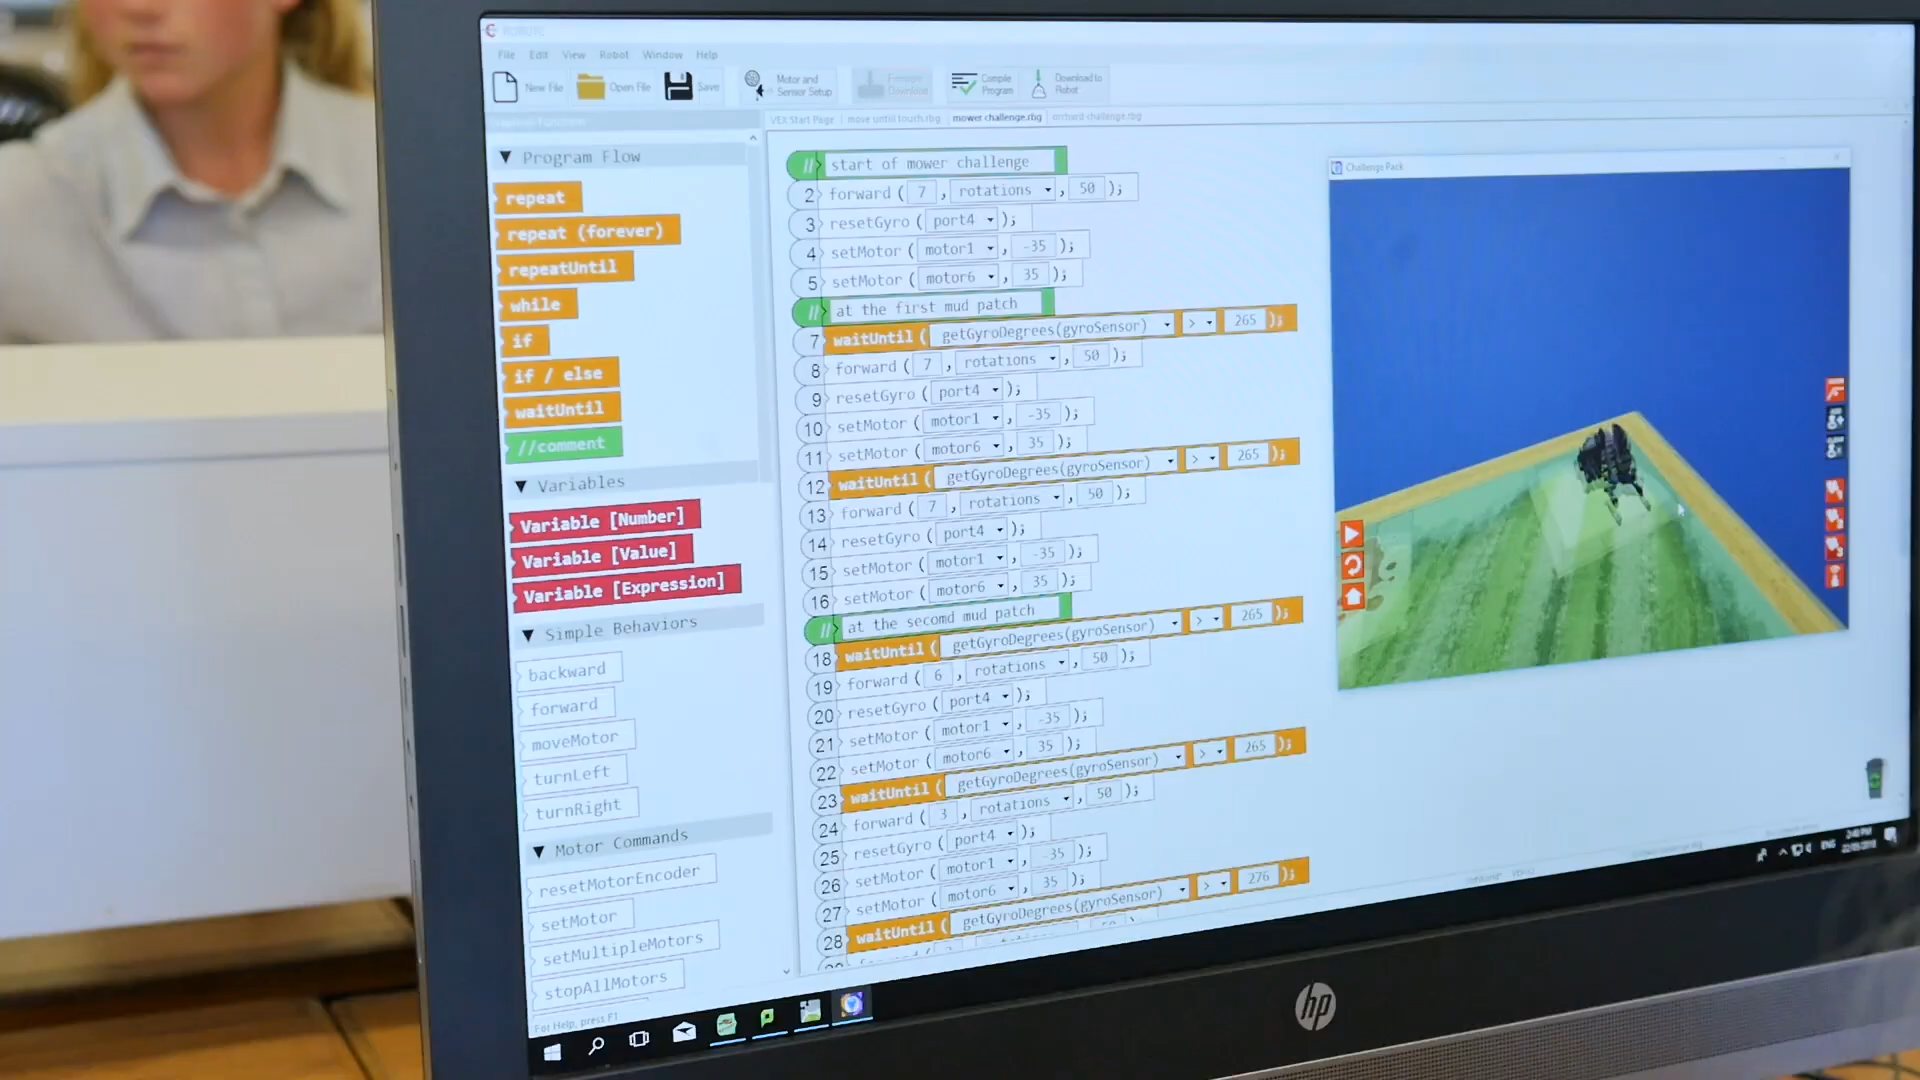 File Edit View Robot Window Help
New File Open File Save Motor and Sensor Setup Firmware Download Compile Program Download to Robot
VEX Start Page move until touch.rbg mower challenge.rbg orchard challenge.rbg
Program Flow
repeat
repeat (forever)
repeatUntil
while
if
if / else
waitUntil
//comment
Variables
Variable [Number]
Variable [Value]
Variable [Expression]
Simple Behaviors
backward
forward
moveMotor
turnLeft
turnRight
Motor Commands
resetMotorEncoder
setMotor
setMultipleMotors
stopAllMotors
For Help, press F1
// start of mower challenge
2 forward ( 7 , rotations , 50 );
3 resetGyro ( port4 );
4 setMotor ( motor1 , -35 );
5 setMotor ( motor6 , 35 );
// at the first mud patch
7 waitUntil ( getGyroDegrees(gyroSensor) > 265 );
8 forward ( 7 , rotations , 50 );
9 resetGyro ( port4 );
10 setMotor ( motor1 , -35 );
11 setMotor ( motor6 , 35 );
12 waitUntil ( getGyroDegrees(gyroSensor) > 265 );
13 forward ( 7 , rotations , 50 );
14 resetGyro ( port4 );
15 setMotor ( motor1 , -35 );
16 setMotor ( motor6 , 35 );
// at the secomd mud patch
18 waitUntil ( getGyroDegrees(gyroSensor) > 265 );
19 forward ( 6 , rotations , 50 );
20 resetGyro ( port4 );
21 setMotor ( motor1 , -35 );
22 setMotor ( motor6 , 35 );
23 waitUntil ( getGyroDegrees(gyroSensor) > 265 );
24 forward ( 3 , rotations , 50 );
25 resetGyro ( port4 );
26 setMotor ( motor1 , -35 );
27 setMotor ( motor6 , 35 );
28 waitUntil ( getGyroDegrees(gyroSensor) > 276 );
Challenge Pack
ENG
hp